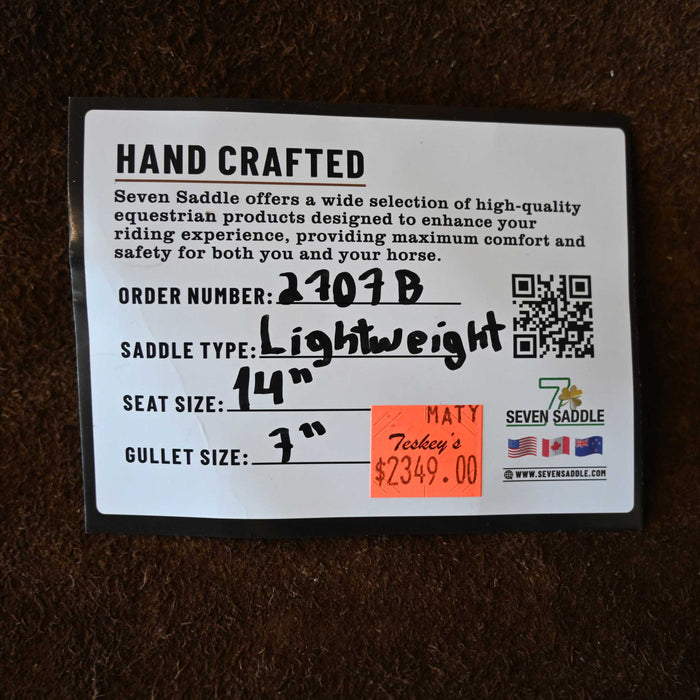 HAND CRAFTED
Seven Saddle offers a wide selection of high-quality
equestrian products designed to enhance your
riding experience, providing maximum comfort and
safety for both you and your horse.
ORDER NUMBER: 2707B
SADDLE TYPE: Lightweight
SEAT SIZE: 14"
GULLET SIZE: 7"
MATY
Teskey's
$2349.00
7
SEVEN SADDLE
WWW.SEVENSADDLE.COM